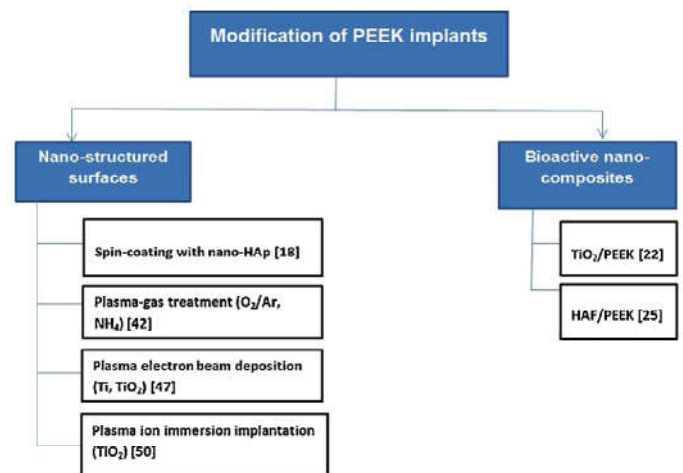 Modification of PEEK implants
Nano-structured
surfaces
Bioactive nano-
composites
Spin-coating with nano-HAp [18]
Plasma-gas treatment (O₂/Ar,
NH₄) [42]
Plasma electron beam deposition
(Ti, TiO₂) [47]
Plasma ion immersion implantation
(TiO₂) [50]
TiO₂/PEEK [22]
HAF/PEEK [25]